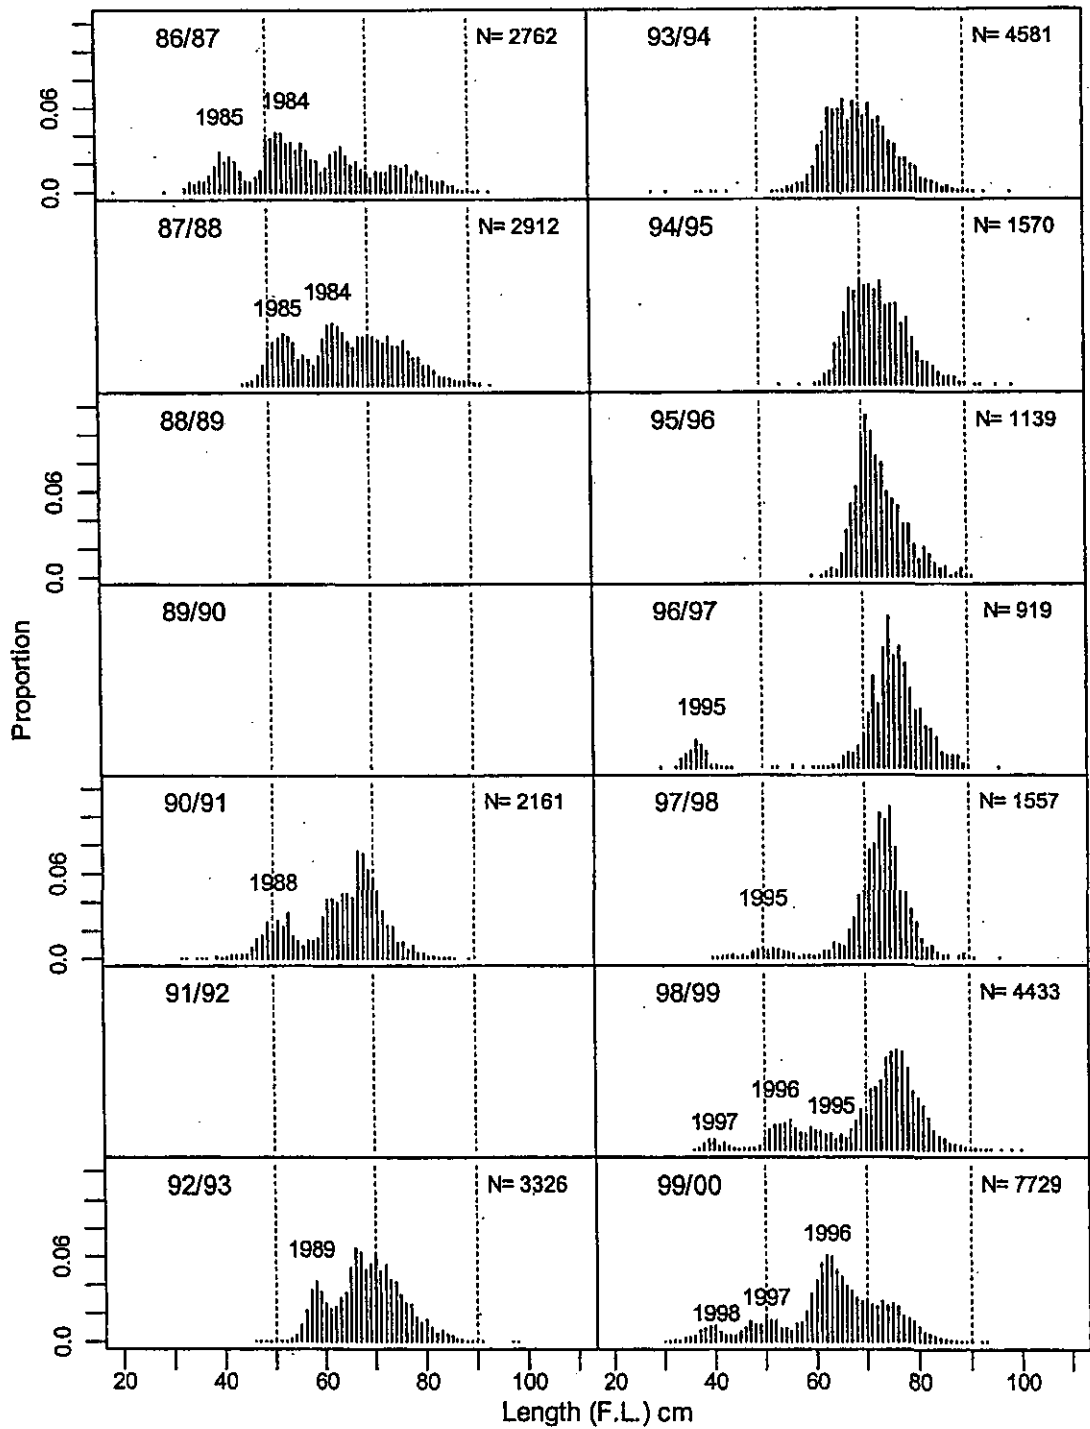 86/87 N= 2762 93/94 N= 4581
0.06 1985 1984
0.0
87/88 N= 2912 94/95 N= 1570
1985 1984
88/89 95/96 N= 1139
0.06
0.0
89/90 96/97 N= 919
1995
Proportion
90/91 N= 2161 97/98 N= 1557
0.06 1988 1995
0.0
91/92 98/99 N= 4433
1997 1996 1995
92/93 N= 3326 99/00 N= 7729
0.06 1989 1998 1997 1996
0.0
20 40 60 80 100 40 60 80 100
Length (F.L.) cm